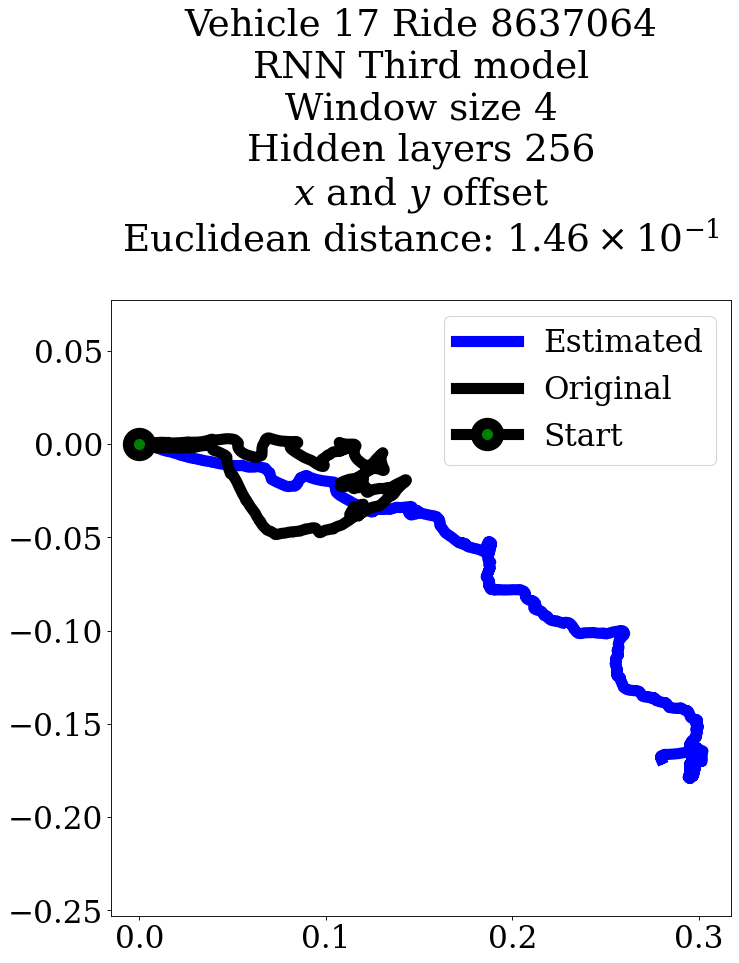 Vehicle 17 Ride 8637064
RNN Third model
Window size 4
Hidden layers 256
x and y offset
Euclidean distance: 1.46 × 10⁻¹
Estimated
Original
Start
0.05
0.00
−0.05
−0.10
−0.15
−0.20
−0.25
0.0 0.1 0.2 0.3